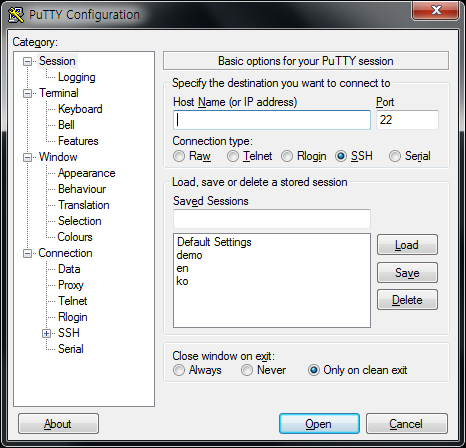 PuTTY Configuration
Category:
Session
Logging
Terminal
Keyboard
Bell
Features
Window
Appearance
Behaviour
Translation
Selection
Colours
Connection
Data
Proxy
Telnet
Rlogin
SSH
Serial
Basic options for your PuTTY session
Specify the destination you want to connect to
Host Name (or IP address) Port
22
Connection type:
Raw Telnet Rlogin SSH Serial
Load, save or delete a stored session
Saved Sessions
Default Settings
demo
en
ko
Load
Save
Delete
Close window on exit:
Always Never Only on clean exit
About Open Cancel